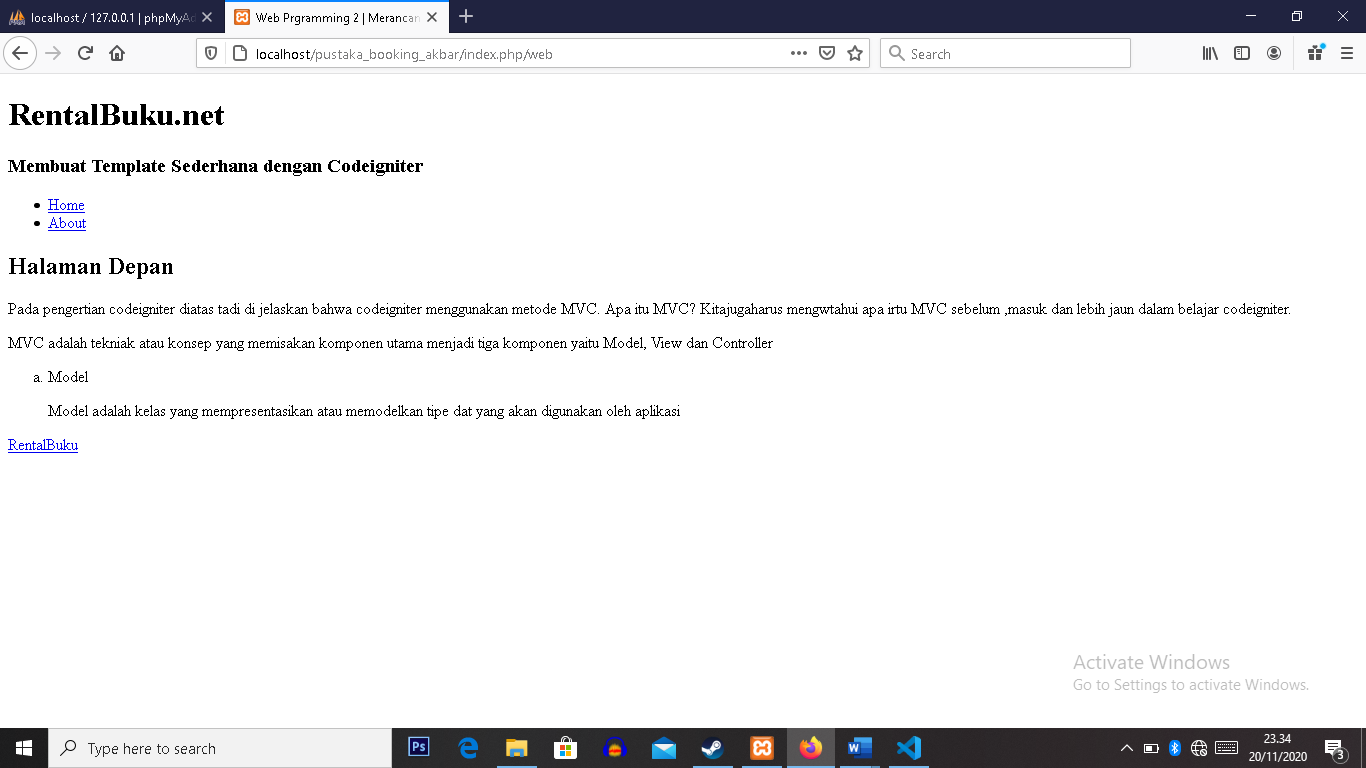 localhost / 127.0.0.1 | phpMyAd
Web Prgramming 2 | Merancan
localhost/pustaka_booking_akbar/index.php/web
Search
RentalBuku.net
Membuat Template Sederhana dengan Codeigniter
Home
About
Halaman Depan
Pada pengertian codeigniter diatas tadi di jelaskan bahwa codeigniter menggunakan metode MVC. Apa itu MVC? Kitajugaharus mengwtahui apa irtu MVC sebelum ,masuk dan lebih jaun dalam belajar codeigniter.
MVC adalah tekniak atau konsep yang memisakan komponen utama menjadi tiga komponen yaitu Model, View dan Controller
a. Model
Model adalah kelas yang mempresentasikan atau memodelkan tipe dat yang akan digunakan oleh aplikasi
RentalBuku
Activate Windows
Go to Settings to activate Windows.
Type here to search
Ps
23.34
20/11/2020
3